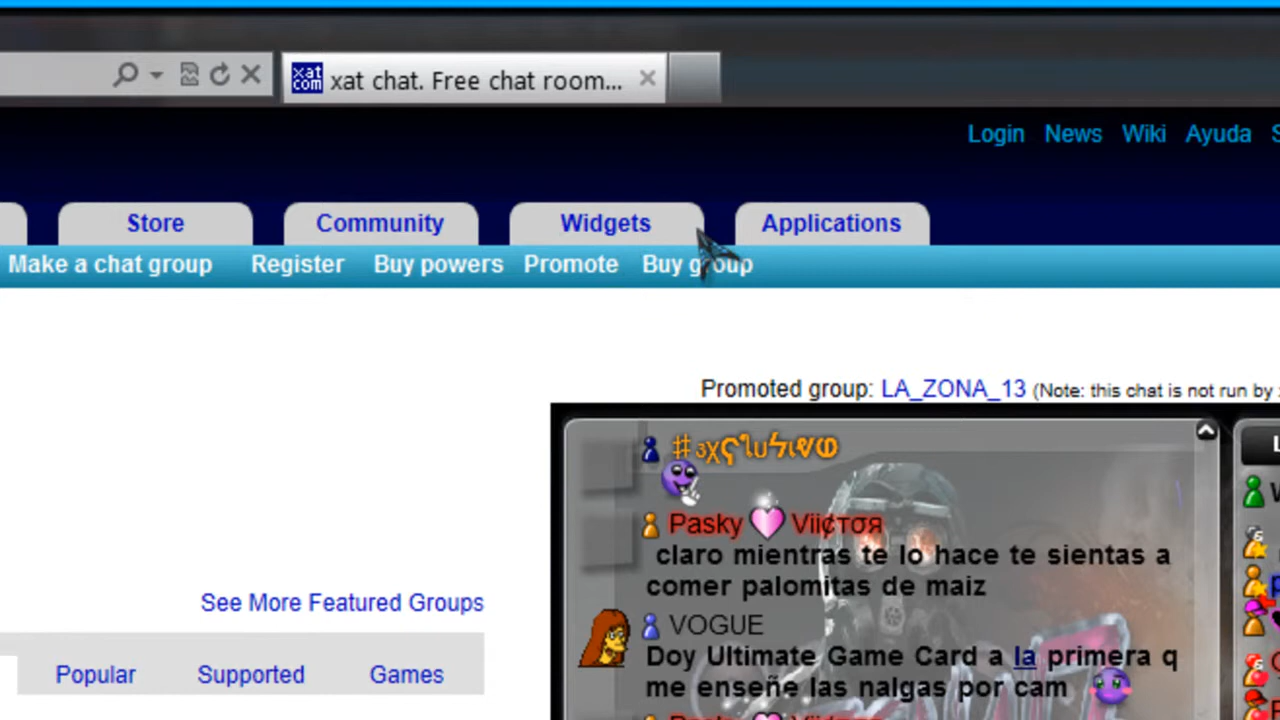 xat com
xat chat. Free chat room...
Login News Wiki Ayuda
Store Community Widgets Applications
Make a chat group Register Buy powers Promote Buy group
Promoted group: LA_ZONA_13 (Note: this chat is not run by
Pasky Viiçтσя
claro mientras te lo hace te sientas a
comer palomitas de maiz
VOGUE
Doy Ultimate Game Card a la primera q
me enseñe las nalgas por cam
See More Featured Groups
Popular Supported Games